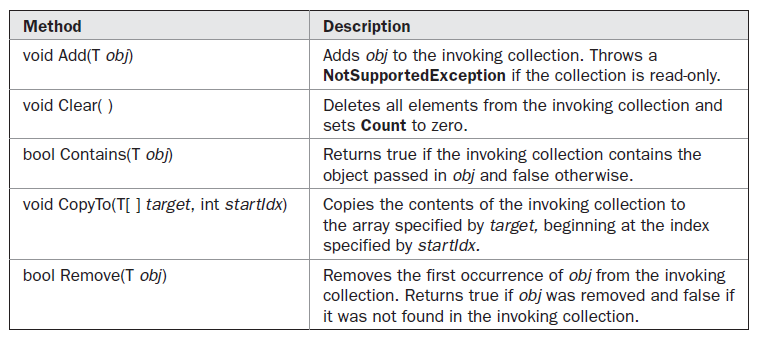 Method Description
void Add(T obj) Adds obj to the invoking collection. Throws a
NotSupportedException if the collection is read-only.
void Clear( ) Deletes all elements from the invoking collection and
sets Count to zero.
bool Contains(T obj) Returns true if the invoking collection contains the
object passed in obj and false otherwise.
void CopyTo(T[ ] target, int startIdx) Copies the contents of the invoking collection to
the array specified by target, beginning at the index
specified by startIdx.
bool Remove(T obj) Removes the first occurrence of obj from the invoking
collection. Returns true if obj was removed and false if
it was not found in the invoking collection.